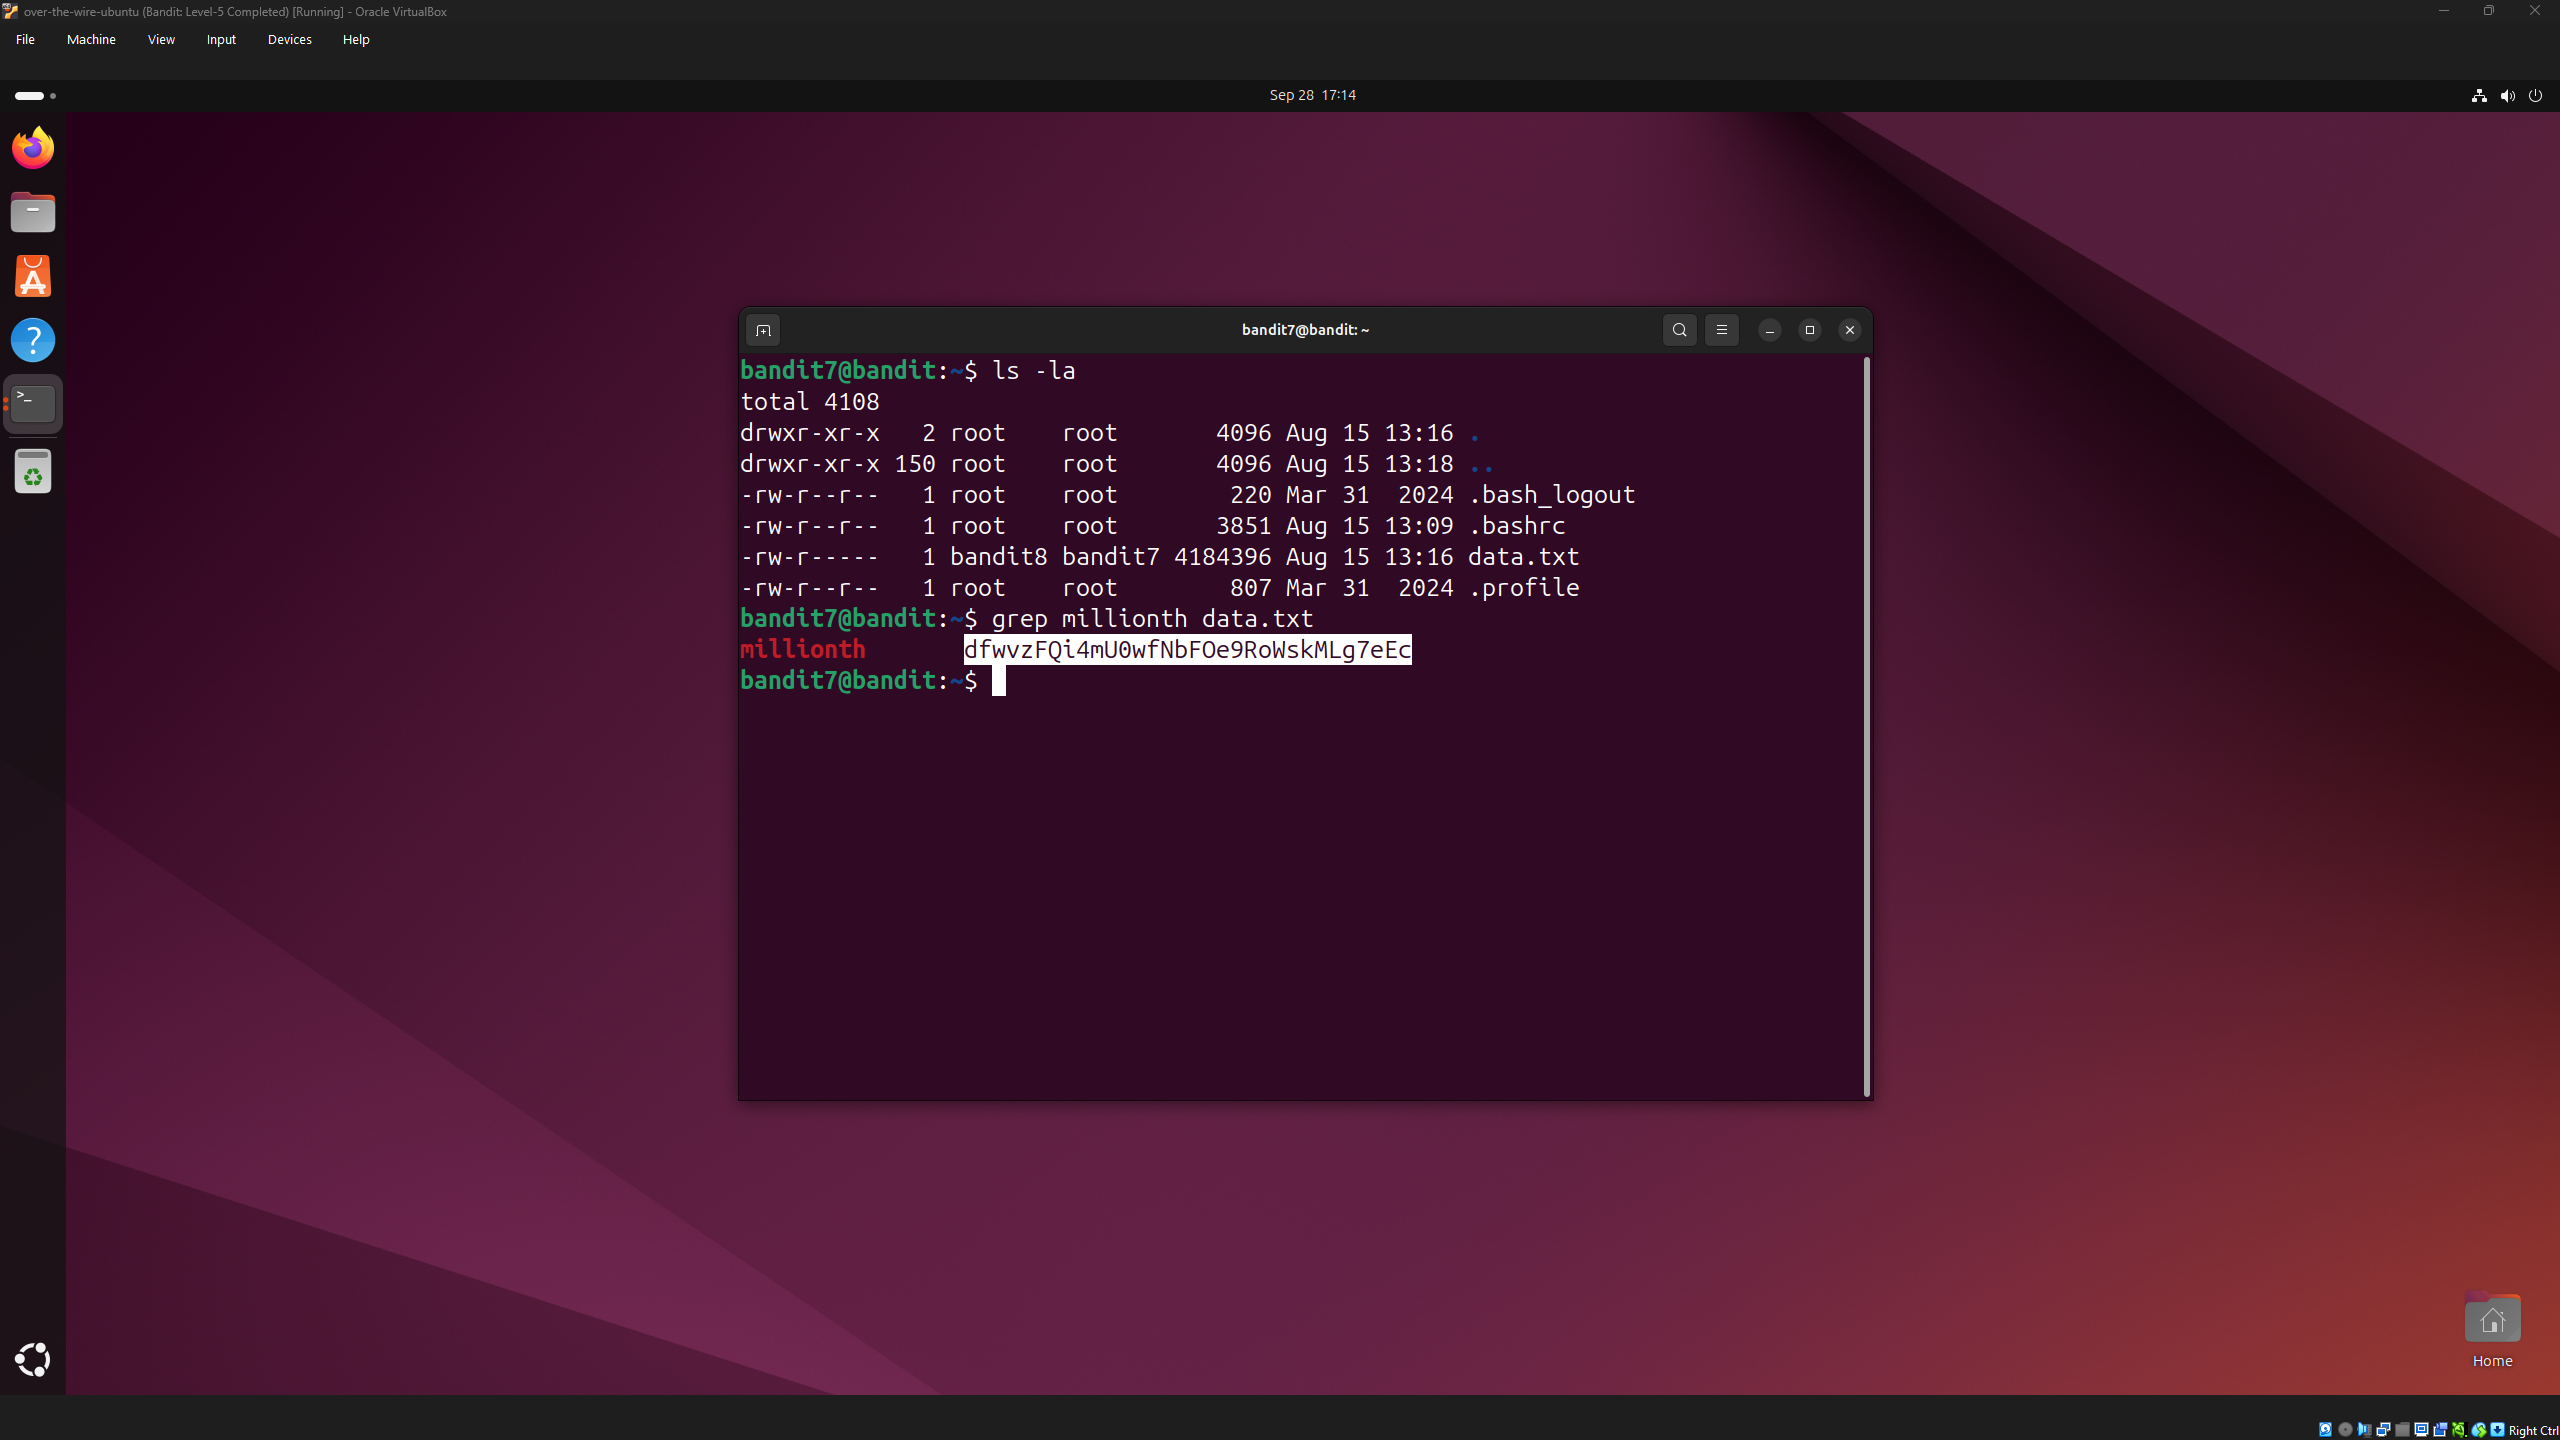 over-the-wire-ubuntu (Bandit: Level-5 Completed) [Running] - Oracle VirtualBox
File Machine View Input Devices Help
Sep 28 17:14
bandit7@bandit: ~
bandit7@bandit:~$ ls -la
total 4108
drwxr-xr-x   2 root    root       4096 Aug 15 13:16 .
drwxr-xr-x 150 root    root       4096 Aug 15 13:18 ..
-rw-r--r--   1 root    root        220 Mar 31  2024 .bash_logout
-rw-r--r--   1 root    root       3851 Aug 15 13:09 .bashrc
-rw-r-----   1 bandit8 bandit7 4184396 Aug 15 13:16 data.txt
-rw-r--r--   1 root    root        807 Mar 31  2024 .profile
bandit7@bandit:~$ grep millionth data.txt
millionth       dfwvzFQi4mU0wfNbFOe9RoWskMLg7eEc
bandit7@bandit:~$
Home
Right Ctrl